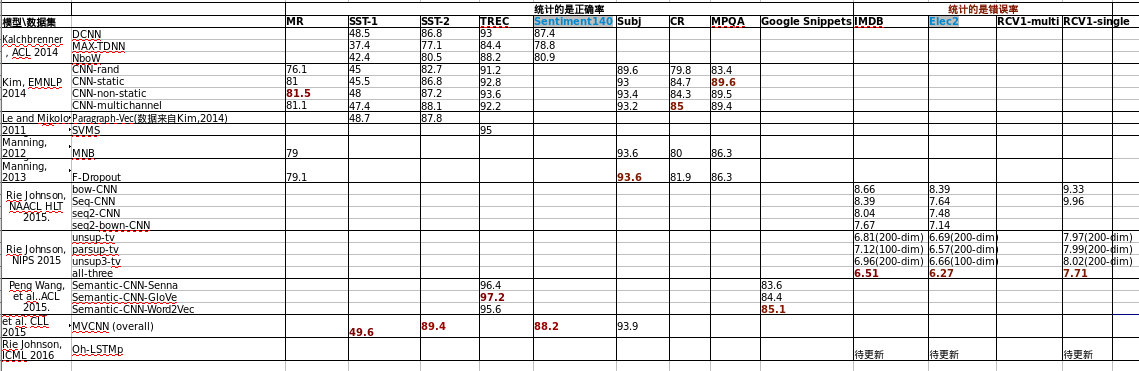 统计的是正确率 统计的是错误率
模型\数据集 MR SST-1 SST-2 TREC Sentiment140 Subj CR MPQA Google Snippets IMDB Elec2 RCV1-multi RCV1-single
Kalchbrenner, ACL 2014
DCNN 48.5 86.8 93 87.4
MAX-TDNN 37.4 77.1 84.4 78.8
NboW 42.4 80.5 88.2 80.9
Kim, EMNLP 2014
CNN-rand 76.1 45 82.7 91.2 89.6 79.8 83.4
CNN-static 81 45.5 86.8 92.8 93 84.7 89.6
CNN-non-static 81.5 48 87.2 93.6 93.4 84.3 89.5
CNN-multichannel 81.1 47.4 88.1 92.2 93.2 85 89.4
Le and Mikolo Paragraph-Vec(数据来自Kim,2014) 48.7 87.8
2011 SVMS 95
Manning, 2012 MNB 79 93.6 80 86.3
Manning, 2013 F-Dropout 79.1 93.6 81.9 86.3
Rie Johnson, NAACL HLT 2015.
bow-CNN 8.66 8.39 9.33
Seq-CNN 8.39 7.64 9.96
seq2-CNN 8.04 7.48
seq2-bown-CNN 7.67 7.14
Rie Johnson, NIPS 2015
unsup-tv 6.81(200-dim) 6.69(200-dim) 7.97(200-dim)
parsup-tv 7.12(100-dim) 6.57(200-dim) 7.99(200-dim)
unsup3-tv 6.96(200-dim) 6.66(100-dim) 8.02(200-dim)
all-three 6.51 6.27 7.71
Peng Wang, et al..ACL 2015.
Semantic-CNN-Senna 96.4 83.6
Semantic-CNN-GloVe 97.2 84.4
Semantic-CNN-Word2Vec 95.6 85.1
et al. CLL 2015 MVCNN (overall) 49.6 89.4 88.2 93.9
Rie Johnson, ICML 2016 Oh-LSTMp 待更新 待更新 待更新